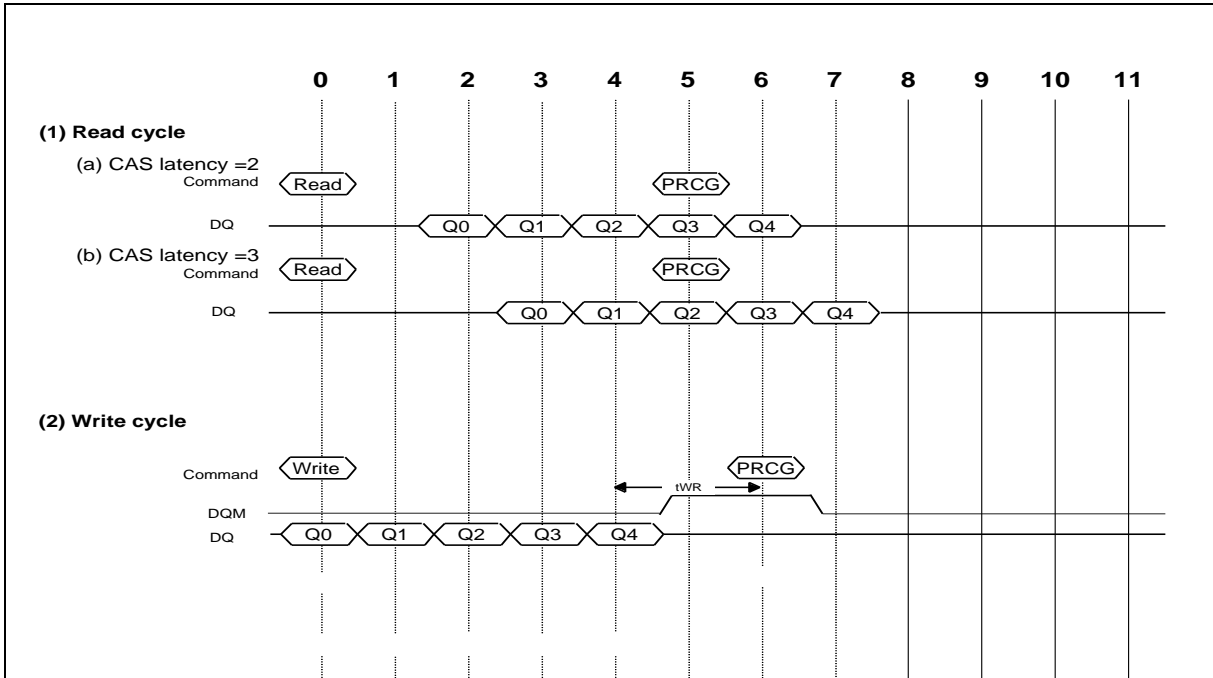 0 1 2 3 4 5 6 7 8 9 10 11
(1) Read cycle
(a) CAS latency =2
Command Read PRCG
DQ Q0 Q1 Q2 Q3 Q4
(b) CAS latency =3
Command Read PRCG
DQ Q0 Q1 Q2 Q3 Q4
(2) Write cycle
Command Write PRCG
tWR
DQM
DQ Q0 Q1 Q2 Q3 Q4